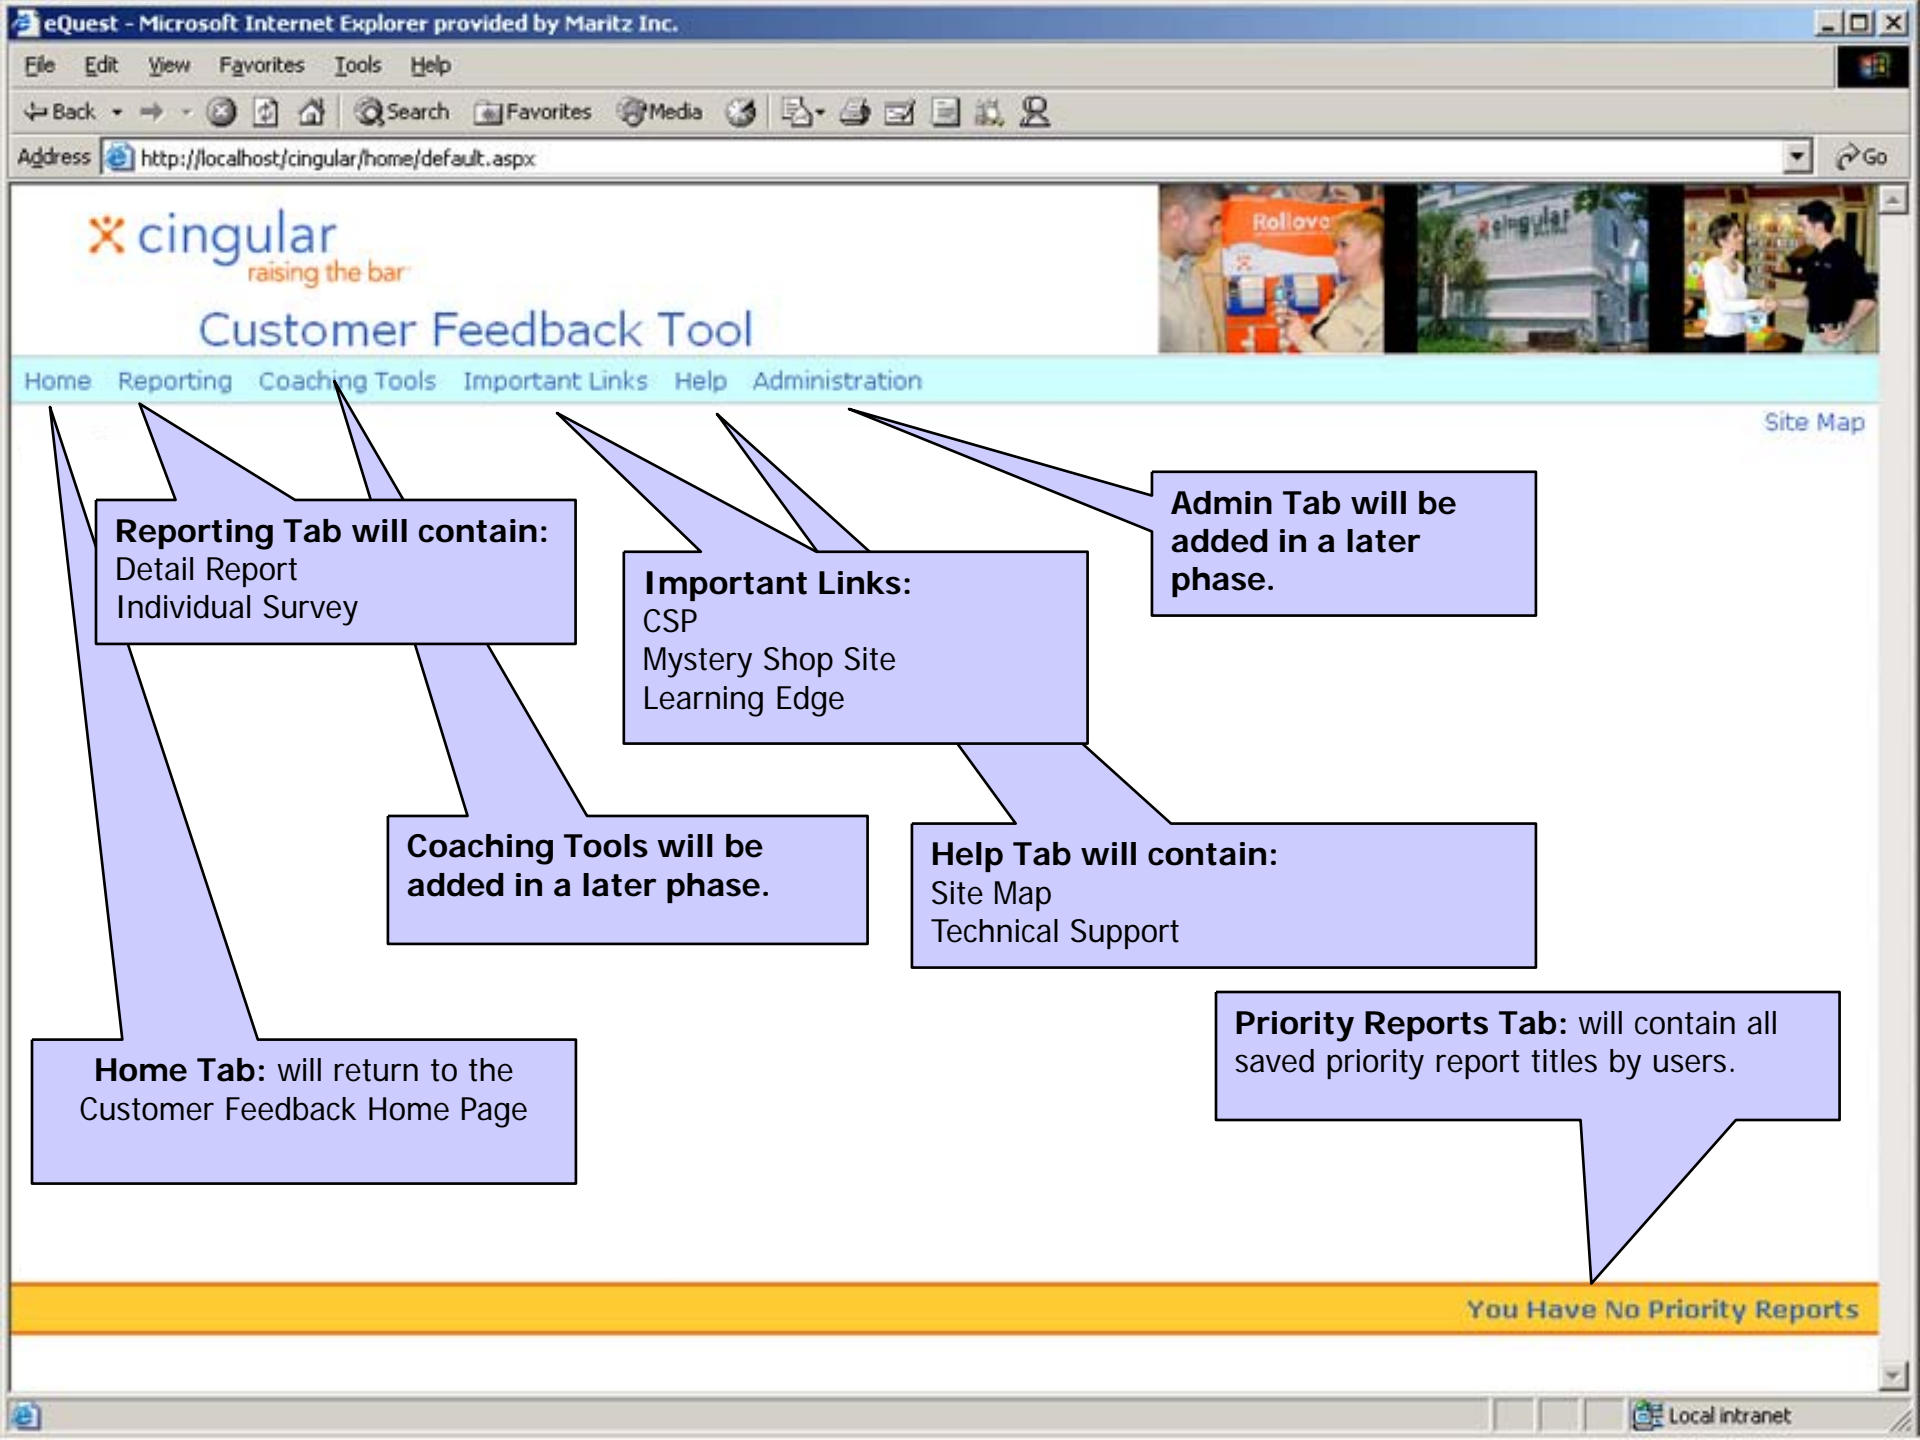 eQuest - Microsoft Internet Explorer provided by Maritz Inc.
File Edit View Favorites Tools Help
Back Search Favorites Media
Address http://localhost/cingular/home/default.aspx Go
cingular
raising the bar
Customer Feedback Tool
Rollove
cingular
Home Reporting Coaching Tools Important Links Help Administration
Site Map
Admin Tab will be
added in a later
phase.
Reporting Tab will contain:
Detail Report
Individual Survey
Important Links:
CSP
Mystery Shop Site
Learning Edge
Coaching Tools will be
added in a later phase.
Help Tab will contain:
Site Map
Technical Support
Priority Reports Tab: will contain all
saved priority report titles by users.
Home Tab: will return to the
Customer Feedback Home Page
You Have No Priority Reports
Local intranet